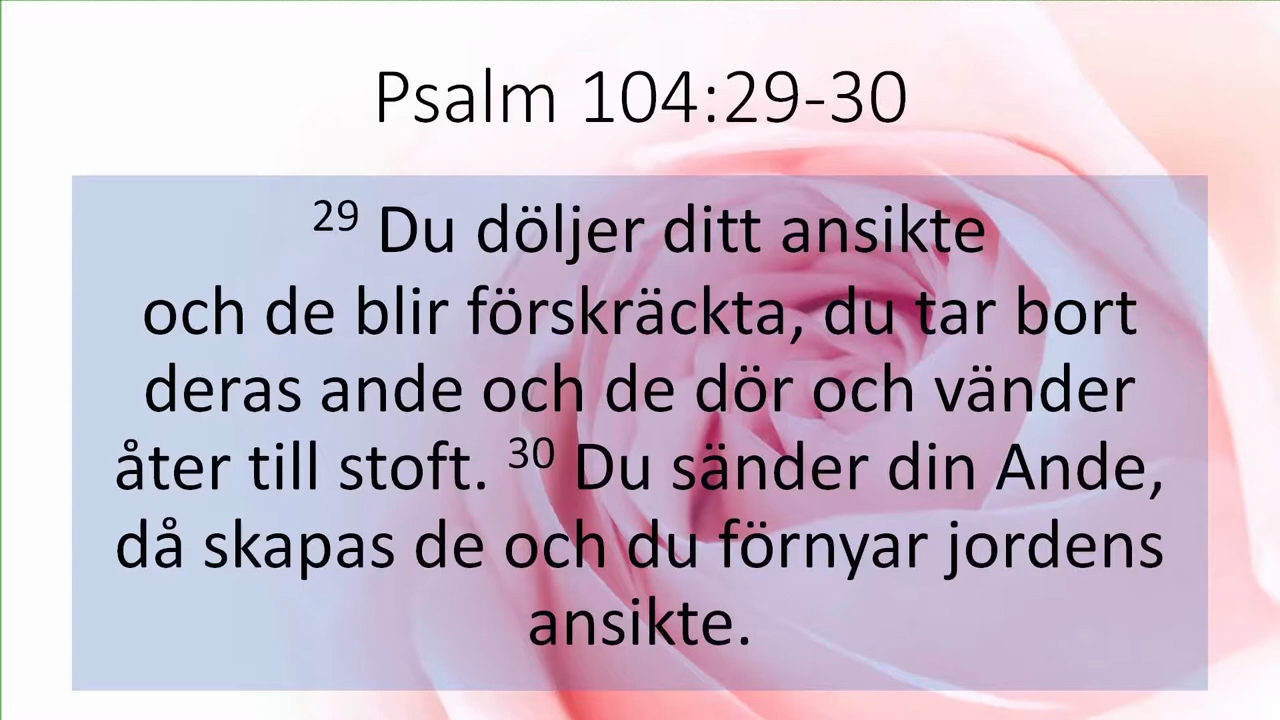 Psalm 104:29-30
29 Du döljer ditt ansikte
och de blir förskräckta, du tar bort
deras ande och de dör och vänder
åter till stoft. 30 Du sänder din Ande,
då skapas de och du förnyar jordens
ansikte.